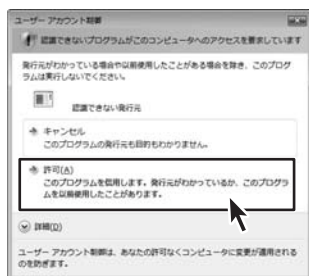 ユーザー アカウント制御
認識できないプログラムがこのコンピュータへのアクセスを要求しています
発行元がわかっている場合や以前使用したことがある場合を除き、このプログ
ラムは実行しないでください。
認識できない発行元
キャンセル
このプログラムの発行元も目的もわかりません。
許可(A)
このプログラムを信用します。発行元がわかっているか、このプログラ
ムを以前使用したことがあります。
詳細(D)
ユーザー アカウント制御は、あなたの許可なくコンピュータに変更が適用される
のを防ぎます。